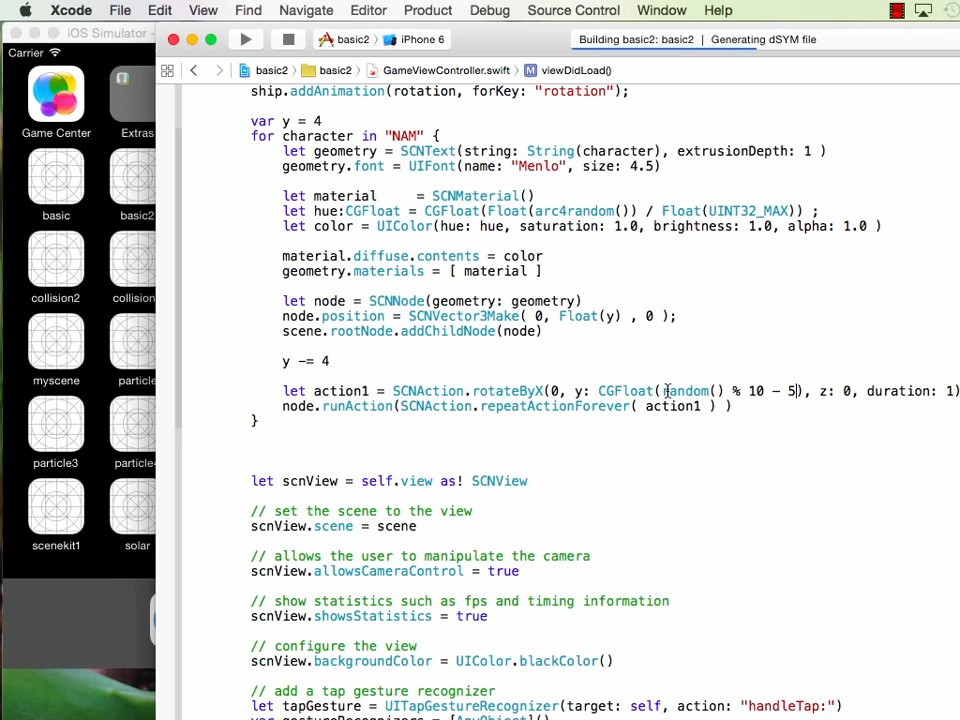 Xcode File Edit View Find Navigate Editor Product Debug Source Control Window Help
iOS Simulator -
basic2 iPhone 6
Building basic2: basic2 | Generating dSYM file
Carrier
basic2 basic2 GameViewController.swift M viewDidLoad()
Game Center Extras
basic basic2
collision2 collision
myscene particle
particle3 particle
scenekit1 solar
ship.addAnimation(rotation, forKey: "rotation");
var y = 4
for character in "NAM" {
let geometry = SCNText(string: String(character), extrusionDepth: 1 )
geometry.font = UIFont(name: "Menlo", size: 4.5)
let material = SCNMaterial()
let hue:CGFloat = CGFloat(Float(arc4random()) / Float(UINT32_MAX)) ;
let color = UIColor(hue: hue, saturation: 1.0, brightness: 1.0, alpha: 1.0 )
material.diffuse.contents = color
geometry.materials = [ material ]
let node = SCNNode(geometry: geometry)
node.position = SCNVector3Make( 0, Float(y) , 0 );
scene.rootNode.addChildNode(node)
y -= 4
let action1 = SCNAction.rotateByX(0, y: CGFloat(random() % 10 - 5), z: 0, duration: 1)
node.runAction(SCNAction.repeatActionForever( action1 ) )
}
let scnView = self.view as! SCNView
// set the scene to the view
scnView.scene = scene
// allows the user to manipulate the camera
scnView.allowsCameraControl = true
// show statistics such as fps and timing information
scnView.showsStatistics = true
// configure the view
scnView.backgroundColor = UIColor.blackColor()
// add a tap gesture recognizer
let tapGesture = UITapGestureRecognizer(target: self, action: "handleTap:")
var gestureRecognizers = [AnyObject]()